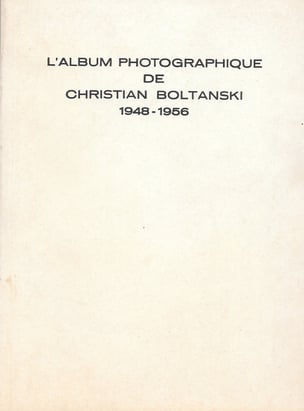 L'ALBUM PHOTOGRAPHIQUE
DE
CHRISTIAN BOLTANSKI
1948-1956